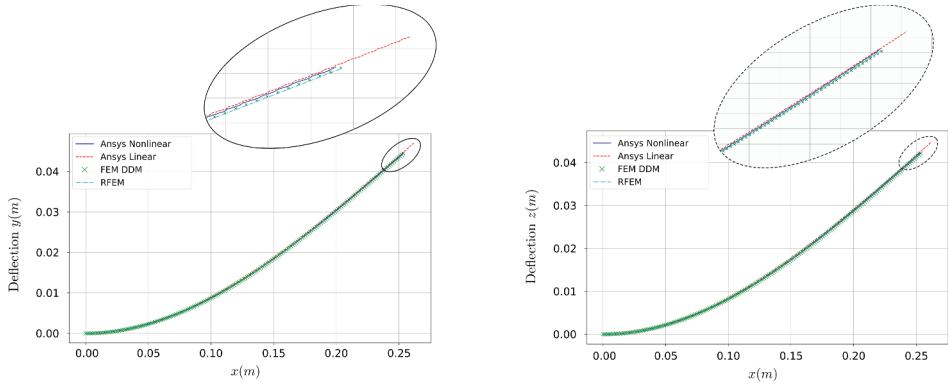 Ansys Nonlinear
Ansys Linear
FEM DDM
RFEM
0.04
0.03
0.02
0.01
0.00
Deflection y(m)
0.00 0.05 0.10 0.15 0.20 0.25
x(m)
Ansys Nonlinear
Ansys Linear
FEM DDM
RFEM
0.04
0.03
0.02
0.01
0.00
Deflection z(m
0.00 0.05 0.10 0.15 0.20 0.25
x(m)